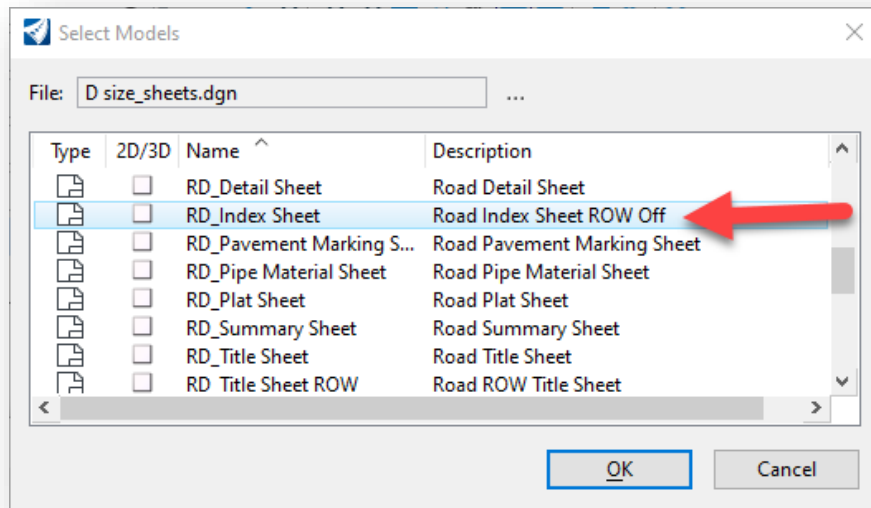 Select Models
File: D size_sheets.dgn ...
Type 2D/3D Name Description
RD_Detail Sheet Road Detail Sheet
RD_Index Sheet Road Index Sheet ROW Off
RD_Pavement Marking S... Road Pavement Marking Sheet
RD_Pipe Material Sheet Road Pipe Material Sheet
RD_Plat Sheet Road Plat Sheet
RD_Summary Sheet Road Summary Sheet
RD_Title Sheet Road Title Sheet
RD_Title Sheet ROW Road ROW Title Sheet
OK Cancel